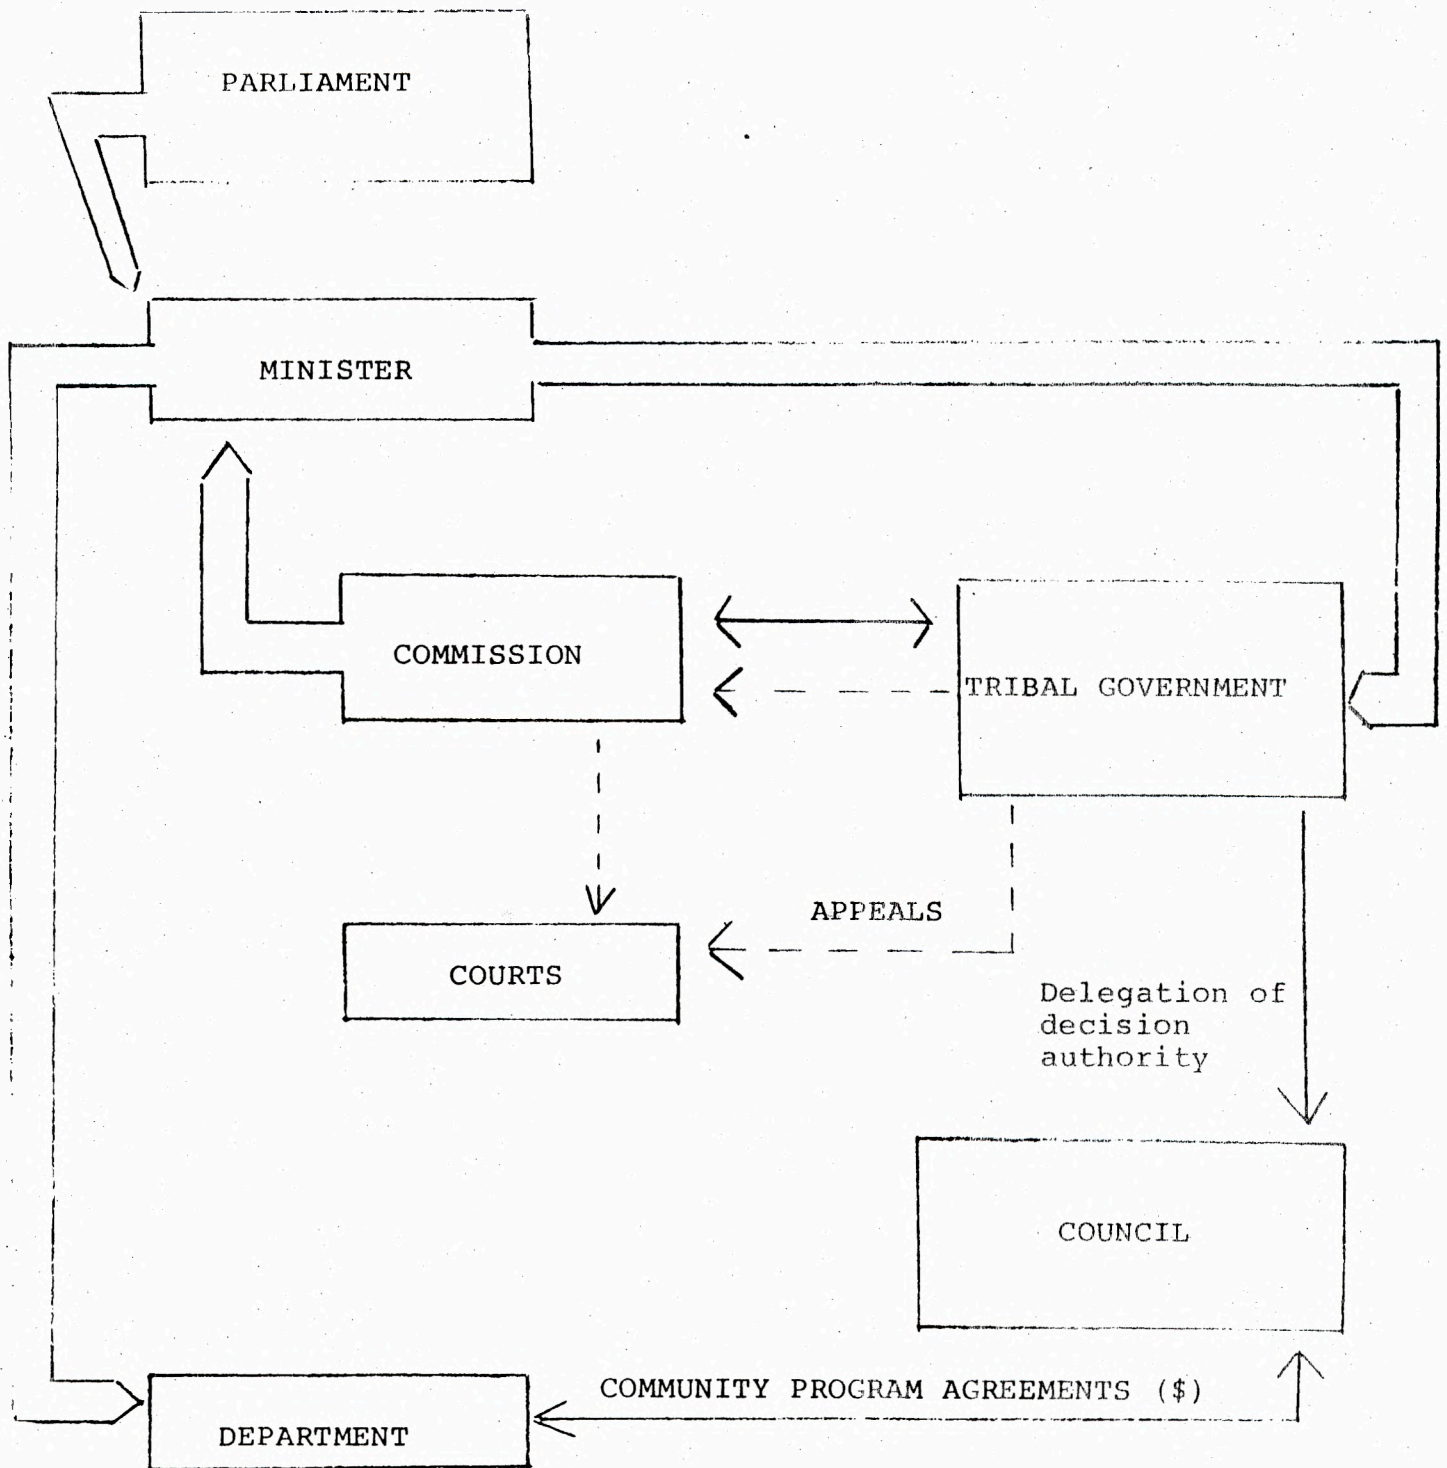 PARLIAMENT
MINISTER
COMMISSION
TRIBAL GOVERNMENT
APPEALS
COURTS
Delegation of
decision
authority
COUNCIL
COMMUNITY PROGRAM AGREEMENTS ($)
DEPARTMENT